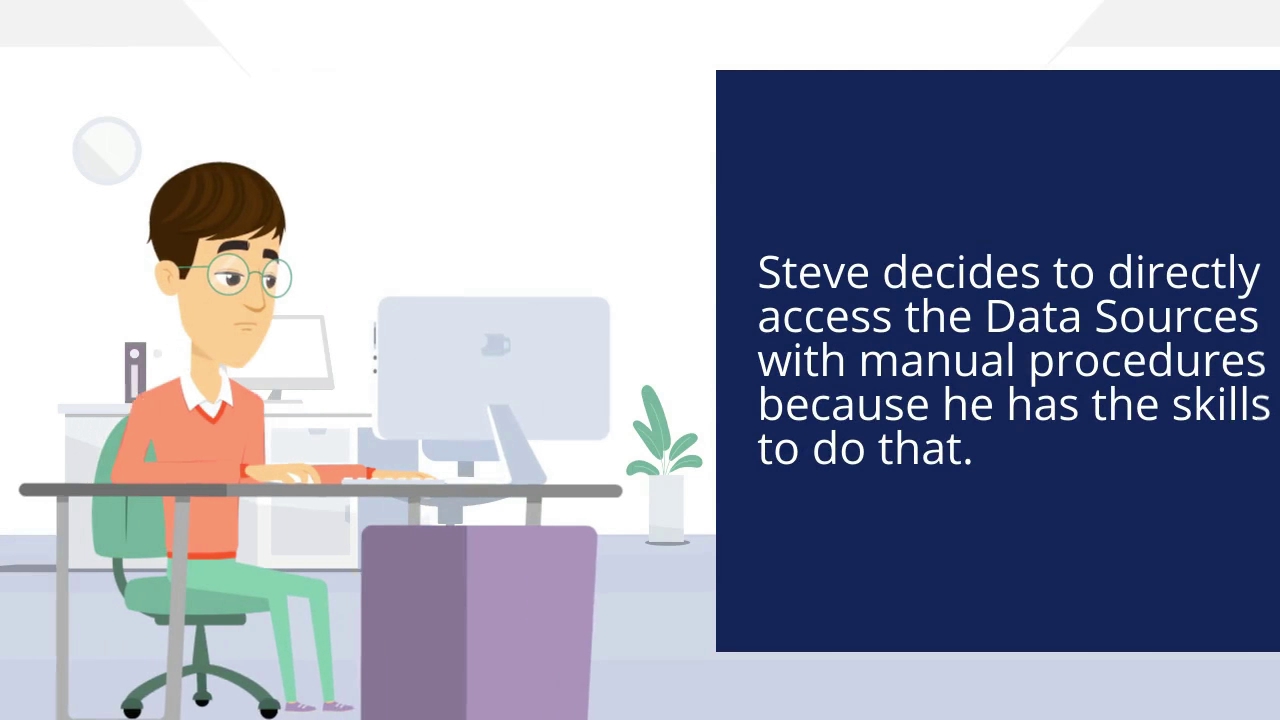 Steve decides to directly
access the Data Sources
with manual procedures
because he has the skills
to do that.